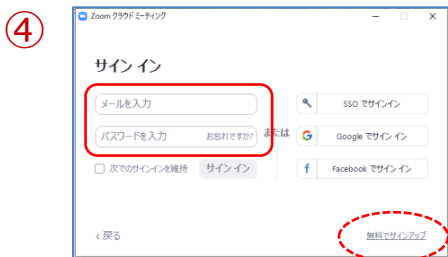 ④
Zoom クラウド ミーティング
サイン イン
メールを入力
パスワードを入力 お忘れですか?
または
次でのサインインを維持 サイン イン
SSO でサインイン
Google でサイン イン
Facebook でサイン イン
< 戻る
無料でサインアップ